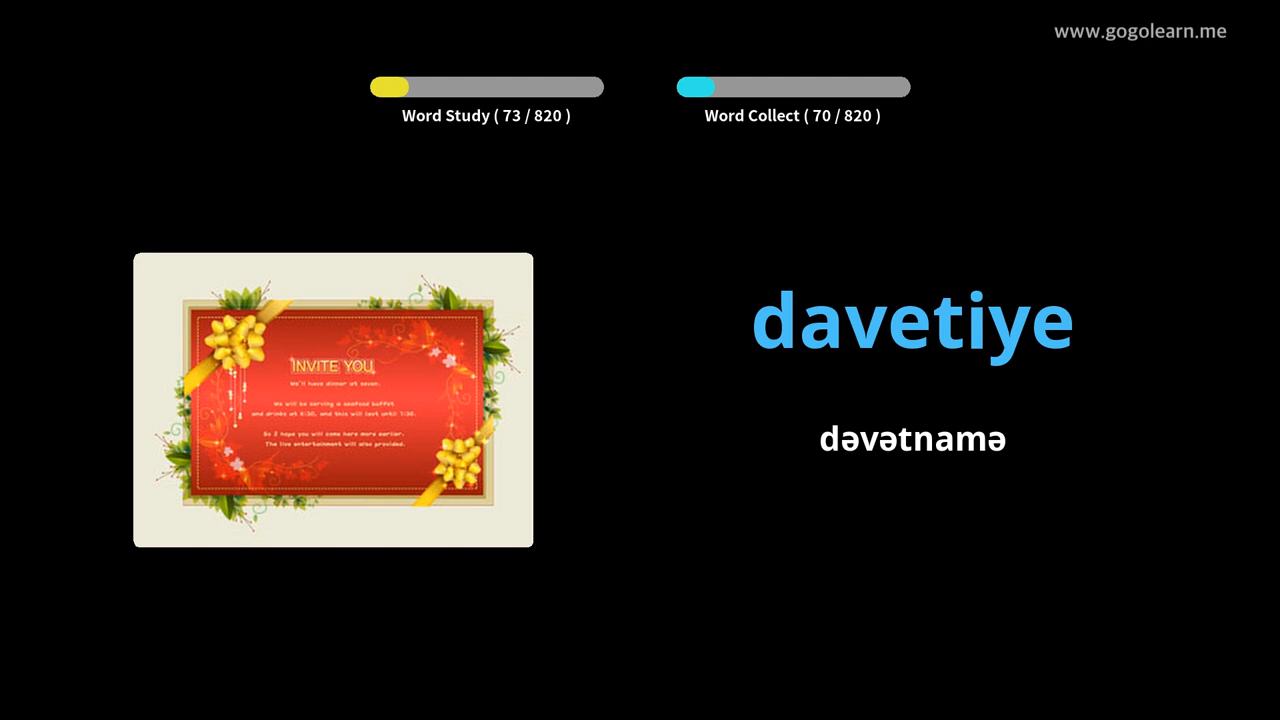 www.gogolearn.me
Word Study ( 73 / 820 )
Word Collect ( 70 / 820 )
INVITE YOU
We'll have dinner at seven.
We will be serving a seafood buffet
and drinks at 6:30, and this will last until 7:30.
So I hope you will come here more earlier.
The live entertainment will also provided.
davetiye
dəvətnamə